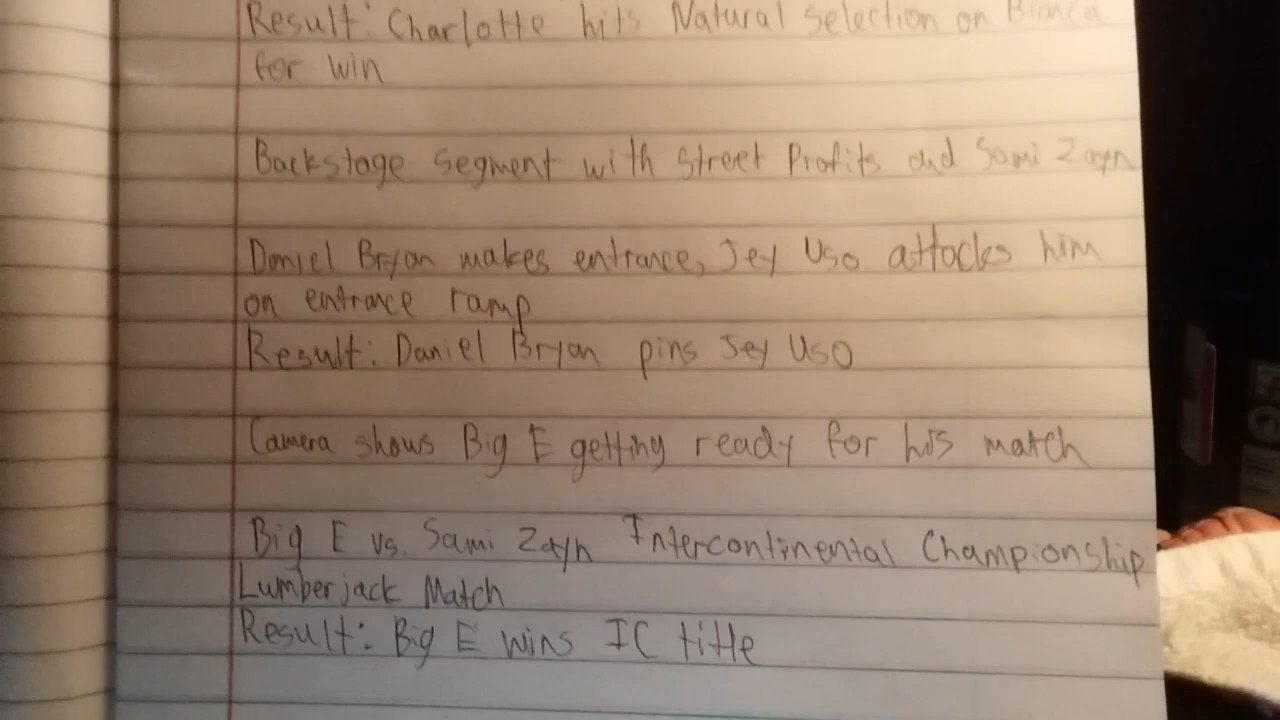 Result: Charlotte hits Natural Selection on Bianca
for win
Backstage segment with Street Profits and Sami Zayn
Daniel Bryan makes entrance, Jey Uso attacks him
on entrance ramp
Result: Daniel Bryan pins Jey Uso
Camera shows Big E getting ready for his match
Big E vs. Sami Zayn Intercontinental Championship
Lumberjack Match
Result: Big E wins IC title